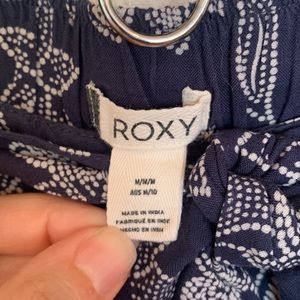 ROXY
M/M/M
AUS M/10
MADE IN INDIA
FABRIQUÉ EN INDE
HECHO EN INDIA